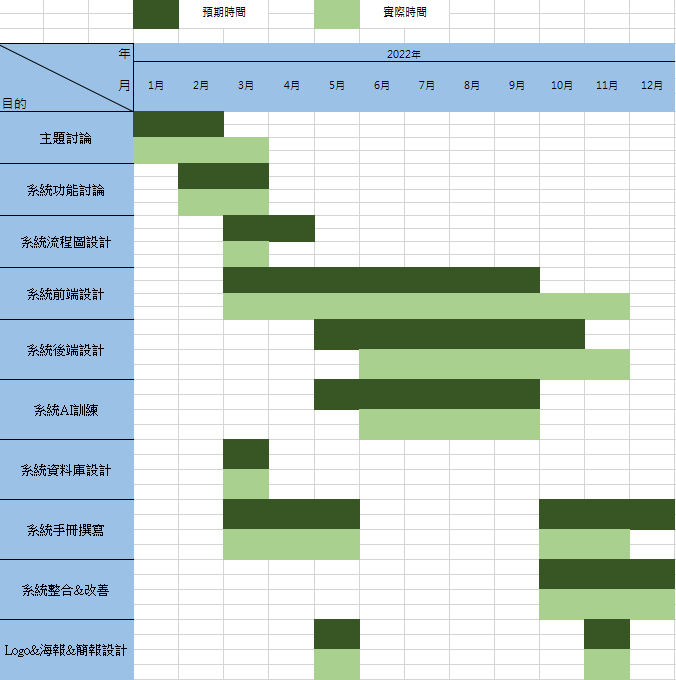 預期時間 實際時間
年 2022年
月 1月 2月 3月 4月 5月 6月 7月 8月 9月 10月 11月 12月
目的
主題討論
系統功能討論
系統流程圖設計
系統前端設計
系統後端設計
系統AI訓練
系統資料庫設計
系統手冊撰寫
系統整合&改善
Logo&海報&簡報設計